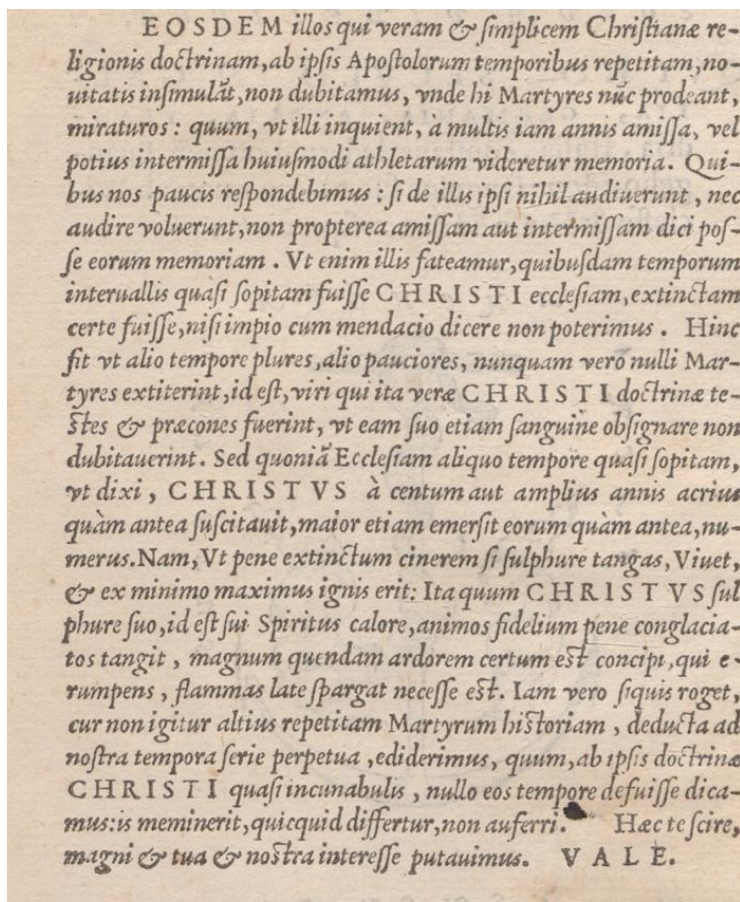 EOSDEM illos qui veram & ſimplicem Chriſtianæ re-
ligionis doctrinam, ab ipſis Apoſtolorum temporibus repetitam, no-
uitatis inſimulāt, non dubitamus, vnde hi Martyres nūc prodeant,
miraturos : quum, vt illi inquient, à multis iam annis amiſſa, vel
potius intermiſſa huiuſmodi athletarum videretur memoria. Qui-
bus nos paucis reſpondebimus : ſi de illis ipſi nihil audiuerunt, nec
audire voluerunt, non propterea amiſſam aut intermiſſam dici poſ-
ſe eorum memoriam. Vt enim illis fateamur, quibuſdam temporum
interuallis quaſi ſopitam fuiſſe CHRISTI eccleſiam, extinctam
certe fuiſſe, niſi impio cum mendacio dicere non poterimus. Hinc
fit vt alio tempore plures, alio pauciores, nunquam verò nulli Mar-
tyres extiterint, id eſt, viri qui ita veræ CHRISTI doctrinæ te-
ſtes & præcones fuerint, vt eam ſuo etiam ſanguine obſignare non
dubitauerint. Sed quoniā Eccleſiam aliquo tempore quaſi ſopitam,
vt dixi, CHRISTVS à centum aut amplius annis acrius
quàm antea ſuſcitauit, maior etiam emerſit eorum quàm antea, nu-
merus. Nam, Vt pene extinctum cinerem ſi ſulphure tangas, Viuet,
& ex minimo maximus ignis erit: Ita quum CHRISTVS ſul
phure ſuo, id eſt ſui Spiritus calore, animos fidelium pene conglacia-
tos tangit, magnum quendam ardorem certum eſt concipi, qui e-
rumpens, flammas late ſpargat neceſſe eſt. Iam vero ſiquis roget,
cur non igitur altius repetitam Martyrum hiſtoriam, deducta ad
noſtra tempora ſerie perpetua, ediderimus, quum, ab ipſis doctrinæ
CHRISTI quaſi incunabulis, nullo eos tempore defuiſſe dica-
mus: is meminerit, quicquid differtur, non auferri. Hæc te ſcire,
magni & tua & noſtra intereſſe putauimus. VALE.